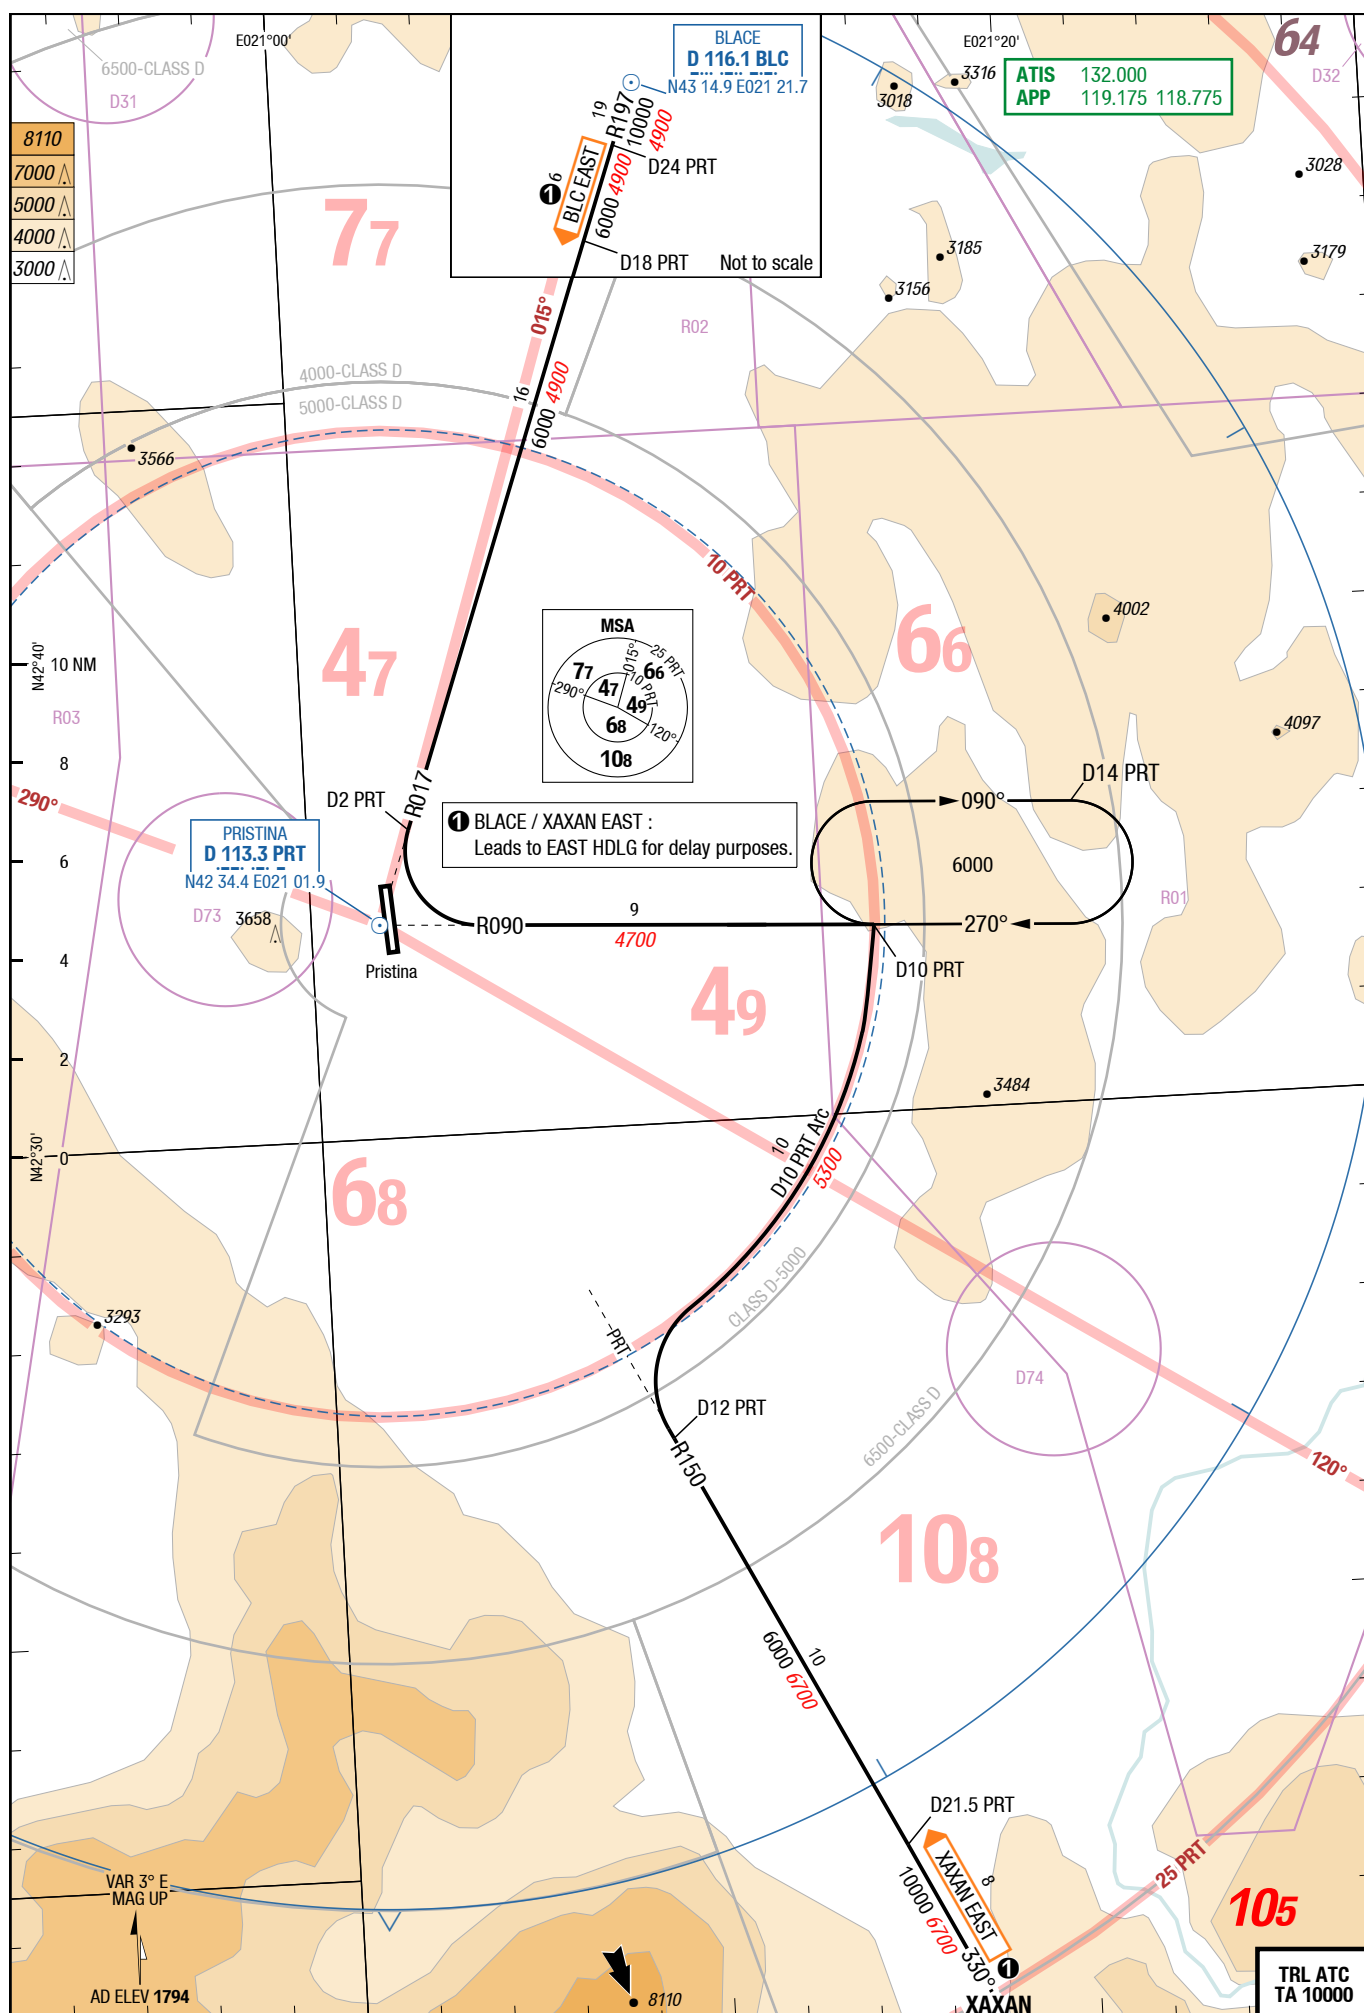 E021°00'
6500-CLASS D
D31
8110
7000
5000
4000
3000
BLACE
D 116.1 BLC
N43 14.9 E021 21.7
19
R197
10000
4900
D24 PRT
6
1
BLC EAST
6000 4900
D18 PRT
Not to scale
E021°20'
64
D32
ATIS 132.000
APP 119.175 118.775
3018
3316
3028
3185
3179
3156
77
015°
R02
4000-CLASS D
5000-CLASS D
16
6000 4900
3566
10 PRT
N42°40'
10 NM
R03
8
6
4
2
0
N42°30'
47
MSA
77
015°
25 PRT
66
290°
47
10 PRT
49
68
120°
108
66
4002
4097
290°
D2 PRT
R017
D14 PRT
090°
1 BLACE / XAXAN EAST :
Leads to EAST HDLG for delay purposes.
6000
PRISTINA
D 113.3 PRT
N42 34.4 E021 01.9
D73
3658
R01
R090
9
4700
270°
Pristina
D10 PRT
49
3484
10
D10 PRT Arc
5300
68
CLASS D-5000
3293
PRT
D74
D12 PRT
6500-CLASS D
R150
120°
108
10
6000 6700
D21.5 PRT
8
XAXAN EAST
10000 6700
330°
1
XAXAN
25 PRT
105
VAR 3° E
MAG UP
AD ELEV 1794
8110
TRL ATC
TA 10000